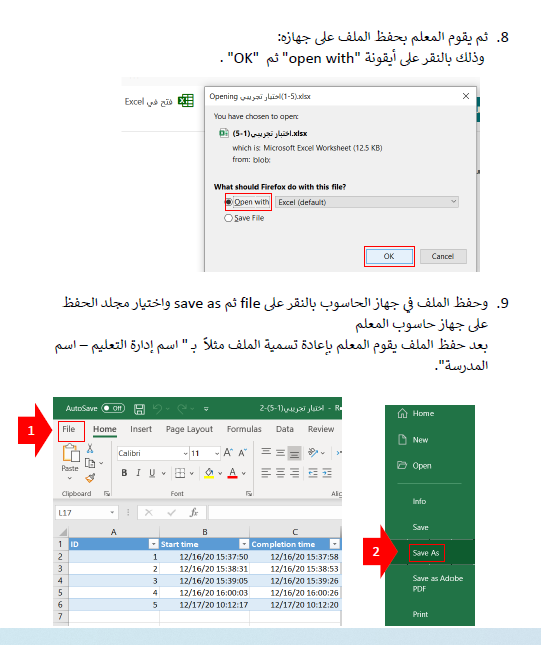 8. ثم يقوم المعلم بحفظ الملف على جهازه:
وذلك بالنقر على أيقونة "open with" ثم "OK" .
فتح في Excel
Opening اختبار تجريبي(1-5).xlsx
You have chosen to open:
اختبار تجريبي(1-5).xlsx
which is: Microsoft Excel Worksheet (12.5 KB)
from: blob:
What should Firefox do with this file?
Open with Excel (default)
Save File
OK Cancel
9. وحفظ الملف في جهاز الحاسوب بالنقر على file ثم save as واختيار مجلد الحفظ
على جهاز حاسوب المعلم
بعد حفظ الملف يقوم المعلم بإعادة تسمية الملف مثلاً بـ " اسم إدارة التعليم – اسم
المدرسة".
AutoSave Off اختبار تجريبي(1-5)-2 -
1 File Home Insert Page Layout Formulas Data Review
Calibri 11 A^ A˅
Paste B I U A
Clipboard Font
L17 fx
A B C
1 ID Start time Completion time
2 1 12/16/20 15:37:50 12/16/20 15:37:58
3 2 12/16/20 15:38:31 12/16/20 15:38:53
4 3 12/16/20 15:39:05 12/16/20 15:39:26
5 4 12/16/20 16:00:03 12/16/20 16:00:26
6 5 12/17/20 10:12:17 12/17/20 10:12:20
7
Home
New
Open
Info
Save
2 Save As
Save as Adobe
PDF
Print